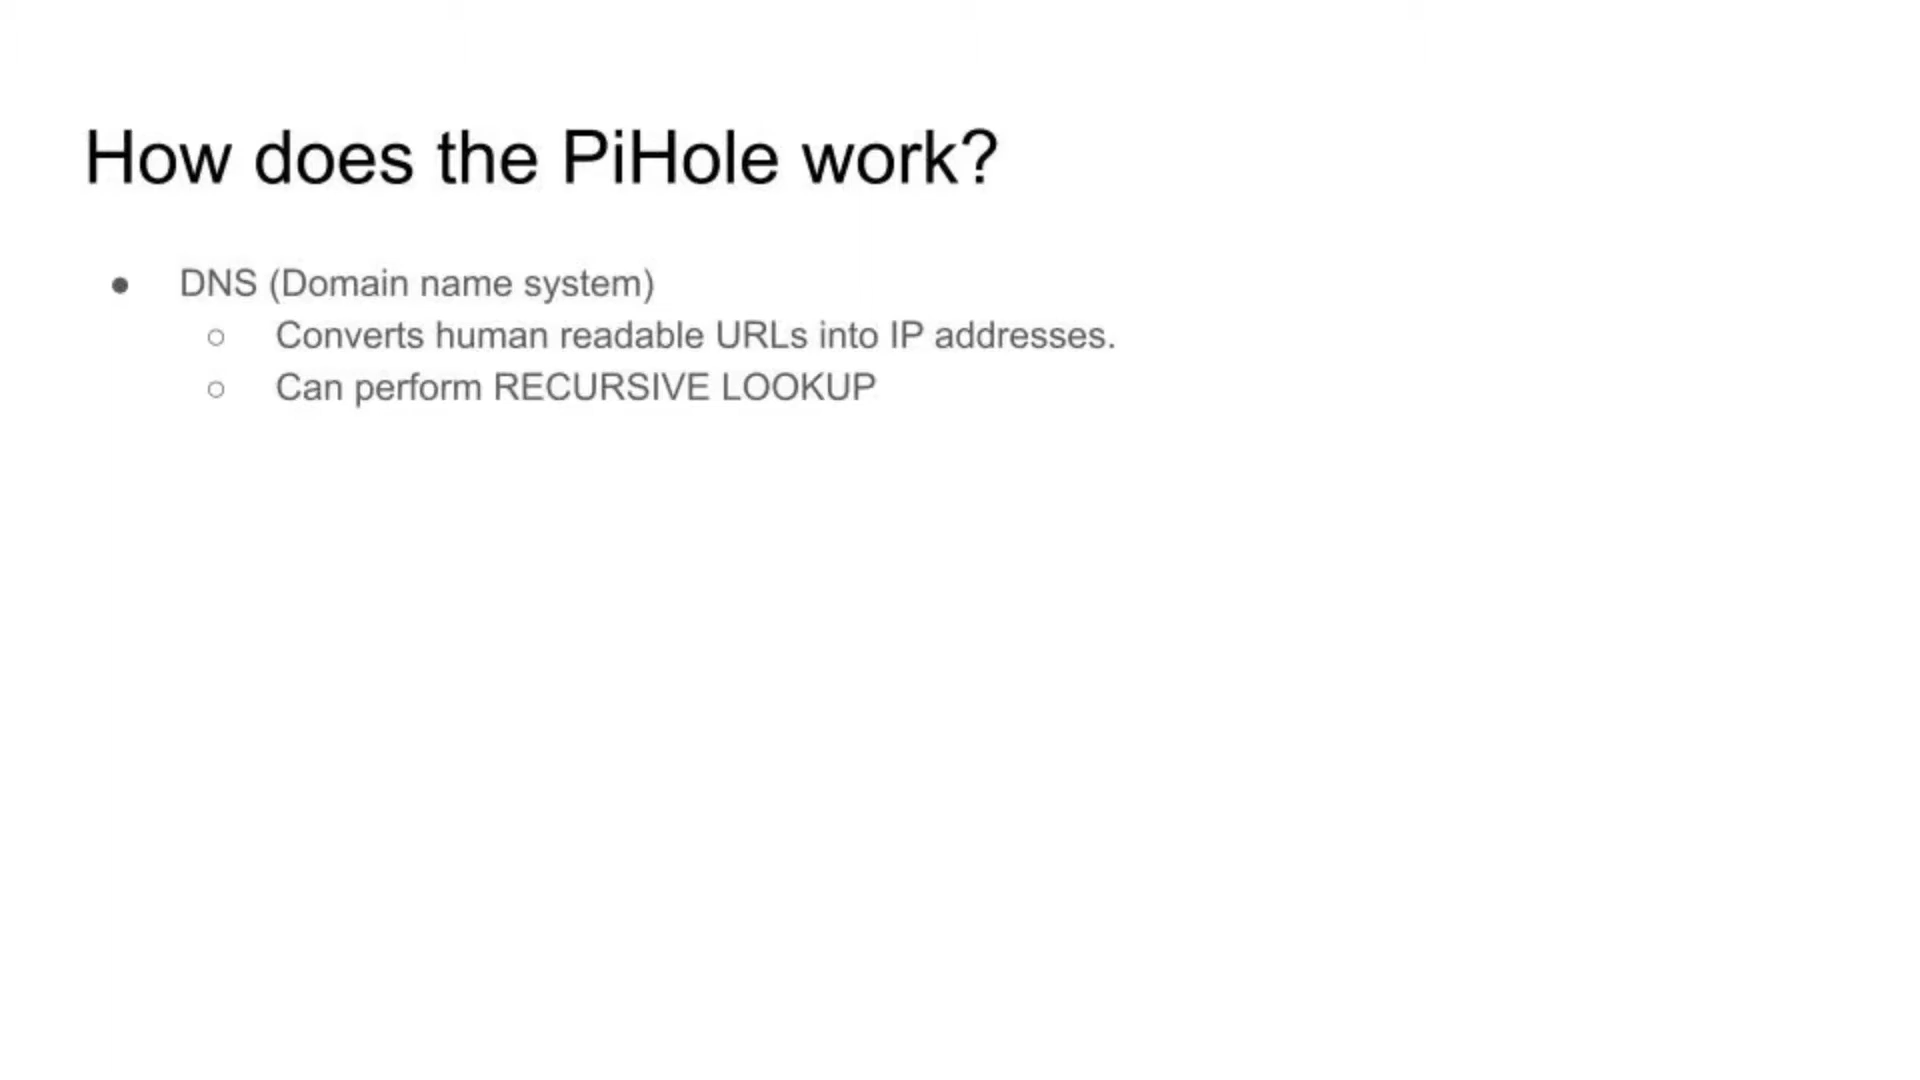 How does the PiHole work?
● DNS (Domain name system)
○ Converts human readable URLs into IP addresses.
○ Can perform RECURSIVE LOOKUP